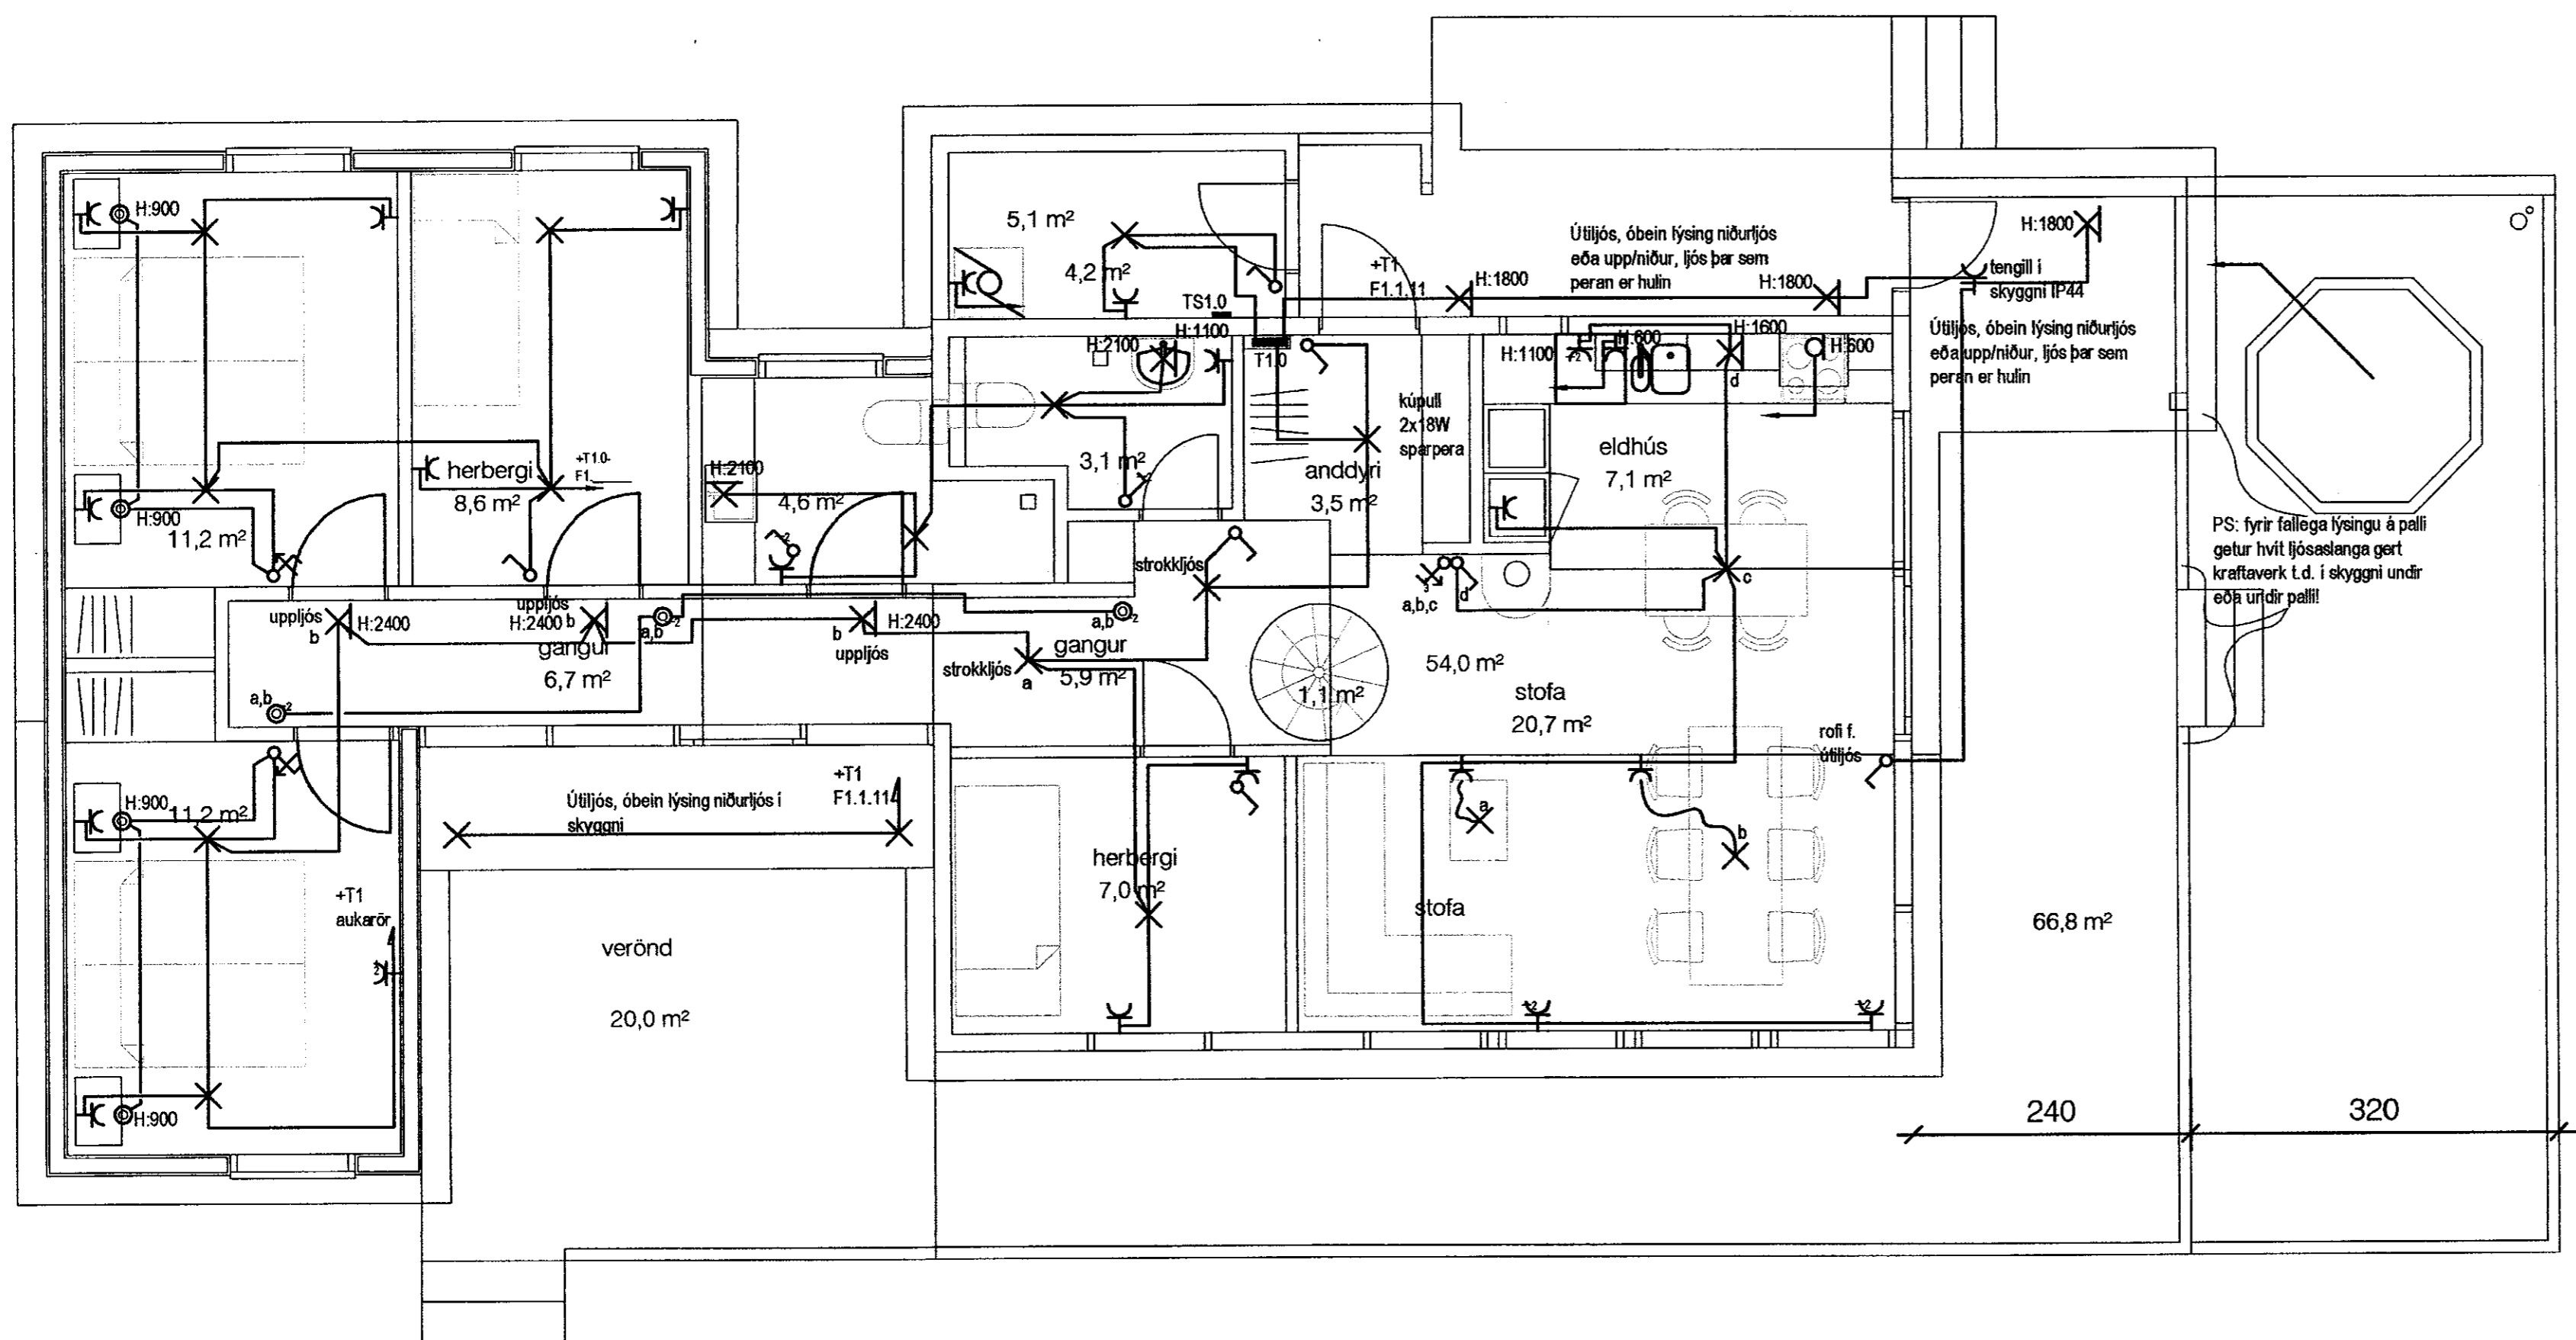 H:900
H:900
11,2 m²
herbergi
8,6 m²
+T1.0-
F1.
H:2100
4,6 m²
5,1 m²
4,2 m²
TS1.0
H:1100
H:2100
T1.0
3,1 m²
+T1
F1.1.11
H:1800
Útiljós, óbein lýsing niðurljós
eða upp/niður, ljós þar sem
peran er hulin
H:1800
H:1800
tengill í
skyggni IP44
Útiljós, óbein lýsing niðurljós
eða upp/niður, ljós þar sem
peran er hulin
H:1100
H:600
H:1600
d
H:600
kúpull
2x18W
sparpera
anddyri
3,5 m²
eldhús
7,1 m²
PS: fyrir fallega lýsingu á palli
getur hvít ljósaslanga gert
kraftaverk t.d. í skyggni undir
eða undir palli!
strokkljós
a,b,c
d
c
uppljós
b
H:2400
uppljós
b
H:2400
a,b
-2
gangur
6,7 m²
b
H:2400
uppljós
a,b
-2
strokkljós
a
gangur
5,9 m²
1,1 m²
54,0 m²
stofa
20,7 m²
rofi f.
útiljós
a,b
-2
H:900
11,2 m²
Útiljós, óbein lýsing niðurljós í
skyggni
+T1
F1.1.11
a
b
herbergi
7,0 m²
stofa
+T1
aukarör
2
verönd
20,0 m²
66,8 m²
H:900
240
320